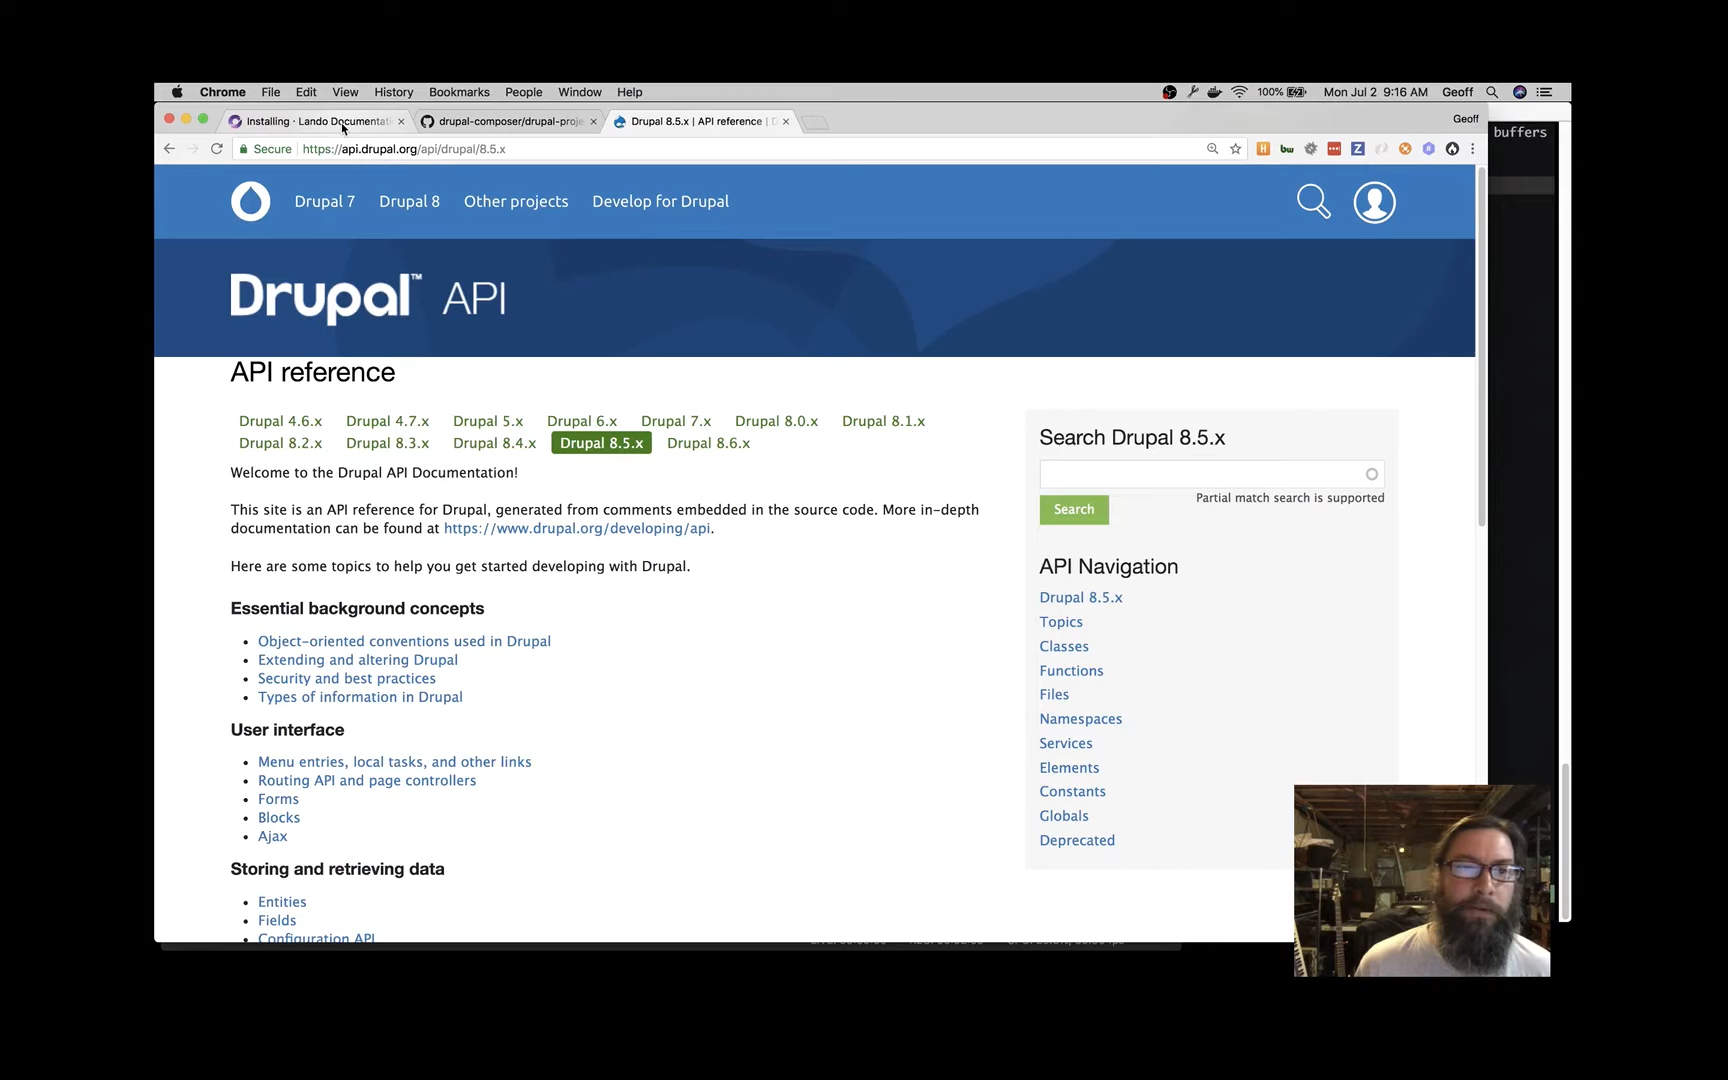 Chrome File Edit View History Bookmarks People Window Help 100% Mon Jul 2 9:16 AM Geoff
Installing · Lando Documentati drupal-composer/drupal-proje Drupal 8.5.x | API reference | D Geoff
buffers
Secure https://api.drupal.org/api/drupal/8.5.x
Drupal 7 Drupal 8 Other projects Develop for Drupal
Drupal™ API
API reference
Drupal 4.6.x Drupal 4.7.x Drupal 5.x Drupal 6.x Drupal 7.x Drupal 8.0.x Drupal 8.1.x
Drupal 8.2.x Drupal 8.3.x Drupal 8.4.x Drupal 8.5.x Drupal 8.6.x
Welcome to the Drupal API Documentation!
This site is an API reference for Drupal, generated from comments embedded in the source code. More in-depth
documentation can be found at https://www.drupal.org/developing/api.
Here are some topics to help you get started developing with Drupal.
Essential background concepts
• Object-oriented conventions used in Drupal
• Extending and altering Drupal
• Security and best practices
• Types of information in Drupal
User interface
• Menu entries, local tasks, and other links
• Routing API and page controllers
• Forms
• Blocks
• Ajax
Storing and retrieving data
• Entities
• Fields
• Configuration API
Search Drupal 8.5.x
Partial match search is supported
Search
API Navigation
Drupal 8.5.x
Topics
Classes
Functions
Files
Namespaces
Services
Elements
Constants
Globals
Deprecated